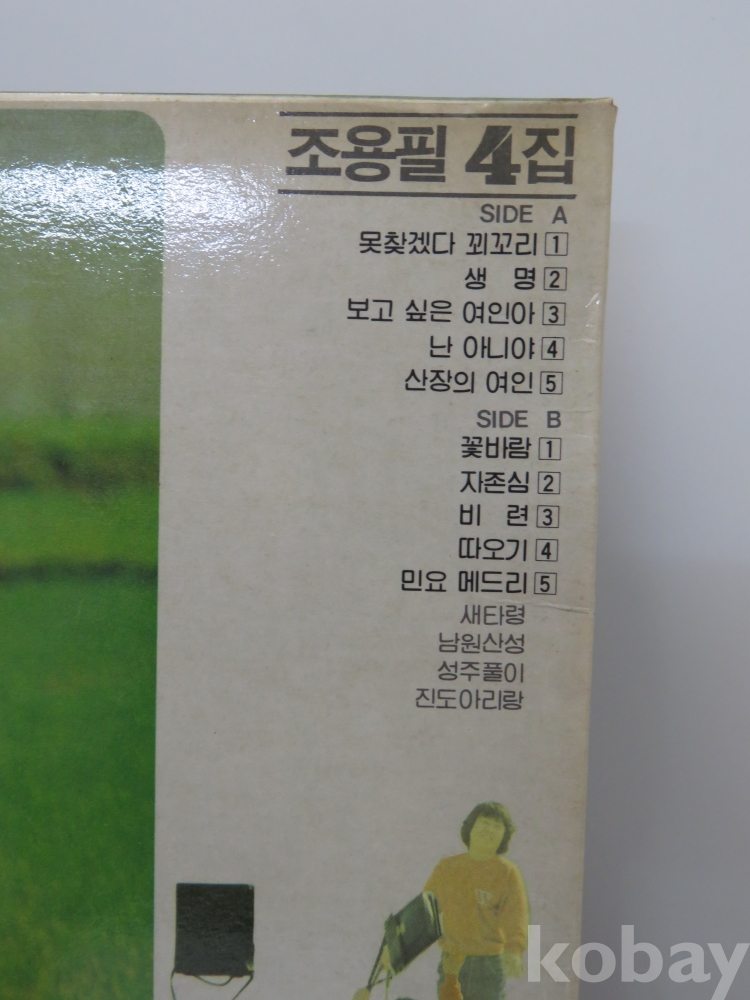 조용필 4집
SIDE A
못찾겠다 꾀꼬리 1
생 명 2
보고 싶은 여인아 3
난 아니야 4
산장의 여인 5
SIDE B
꽃바람 1
자존심 2
비 련 3
따오기 4
민요 메드리 5
새타령
남원산성
성주풀이
진도아리랑
kobay